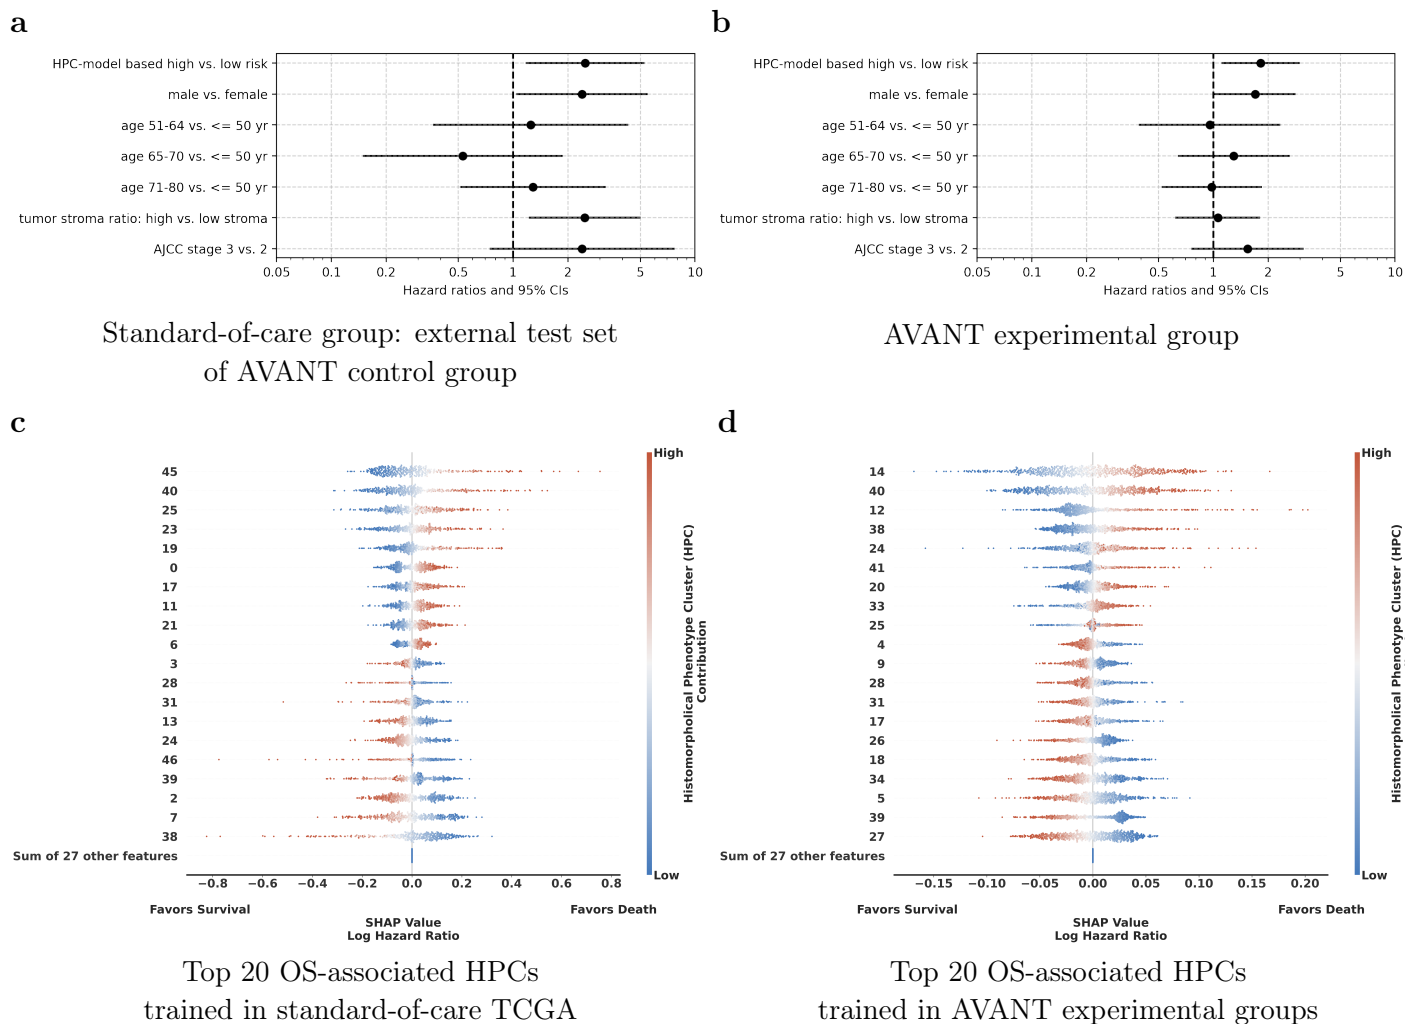 a
HPC-model based high vs. low risk
male vs. female
age 51-64 vs. <= 50 yr
age 65-70 vs. <= 50 yr
age 71-80 vs. <= 50 yr
tumor stroma ratio: high vs. low stroma
AJCC stage 3 vs. 2
0.05 0.1 0.2 0.5 1 2 5 10
Hazard ratios and 95% CIs
Standard-of-care group: external test set
of AVANT control group
b
HPC-model based high vs. low risk
male vs. female
age 51-64 vs. <= 50 yr
age 65-70 vs. <= 50 yr
age 71-80 vs. <= 50 yr
tumor stroma ratio: high vs. low stroma
AJCC stage 3 vs. 2
0.05 0.1 0.2 0.5 1 2 5 10
Hazard ratios and 95% CIs
AVANT experimental group
c
45
40
25
23
19
0
17
11
21
6
3
28
31
13
24
46
39
2
7
38
Sum of 27 other features
−0.8 −0.6 −0.4 −0.2 0.0 0.2 0.4 0.6 0.8
Favors Survival
Favors Death
SHAP Value
Log Hazard Ratio
High
Low
Histomorpholical Phenotype Cluster (HPC)
Contribution
Top 20 OS-associated HPCs
trained in standard-of-care TCGA
d
14
40
12
38
24
41
20
33
25
4
9
28
31
17
26
18
34
5
39
27
Sum of 27 other features
−0.15 −0.10 −0.05 0.00 0.05 0.10 0.15 0.20
Favors Survival
Favors Death
SHAP Value
Log Hazard Ratio
High
Low
Histomorpholical Phenotype Cluster (HPC)
Top 20 OS-associated HPCs
trained in AVANT experimental groups